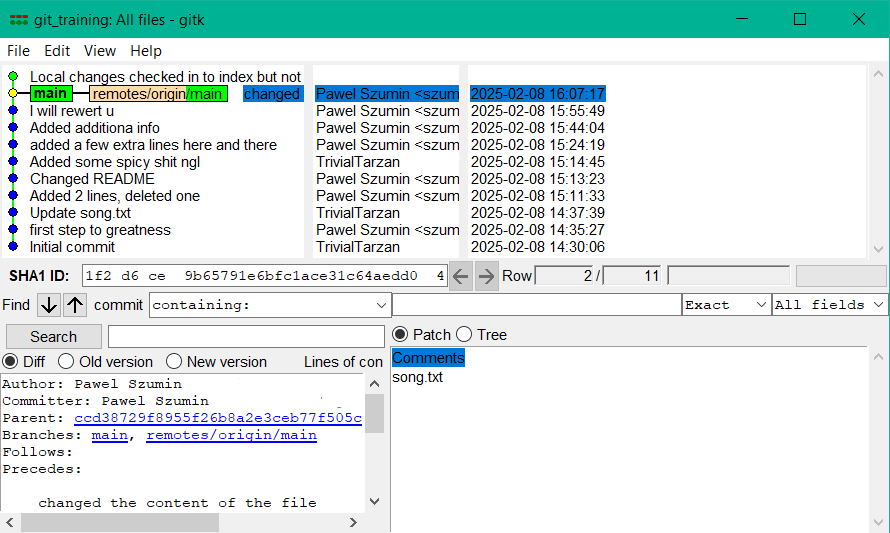 git_training: All files - gitk
File Edit View Help
Local changes checked in to index but not
main remotes/origin/main changed Pawel Szumin <szum 2025-02-08 16:07:17
I will rewert u Pawel Szumin <szum 2025-02-08 15:55:49
Added additiona info Pawel Szumin <szum 2025-02-08 15:44:04
added a few extra lines here and there Pawel Szumin <szum 2025-02-08 15:24:19
Added some spicy shit ngl TrivialTarzan 2025-02-08 15:14:45
Changed README Pawel Szumin <szum 2025-02-08 15:13:23
Added 2 lines, deleted one Pawel Szumin <szum 2025-02-08 15:11:33
Update song.txt TrivialTarzan 2025-02-08 14:37:39
first step to greatness Pawel Szumin <szum 2025-02-08 14:35:27
Initial commit TrivialTarzan 2025-02-08 14:30:06
SHA1 ID: 1f2 d6 ce 9b65791e6bfc1ace31c64aedd0 4 Row 2 / 11
Find commit containing: Exact All fields
Search Patch Tree
Diff Old version New version Lines of con
Comments
song.txt
Author: Pawel Szumin
Committer: Pawel Szumin
Parent: ccd38729f8955f26b8a2e3ceb77f505c
Branches: main, remotes/origin/main
Follows:
Precedes:
changed the content of the file